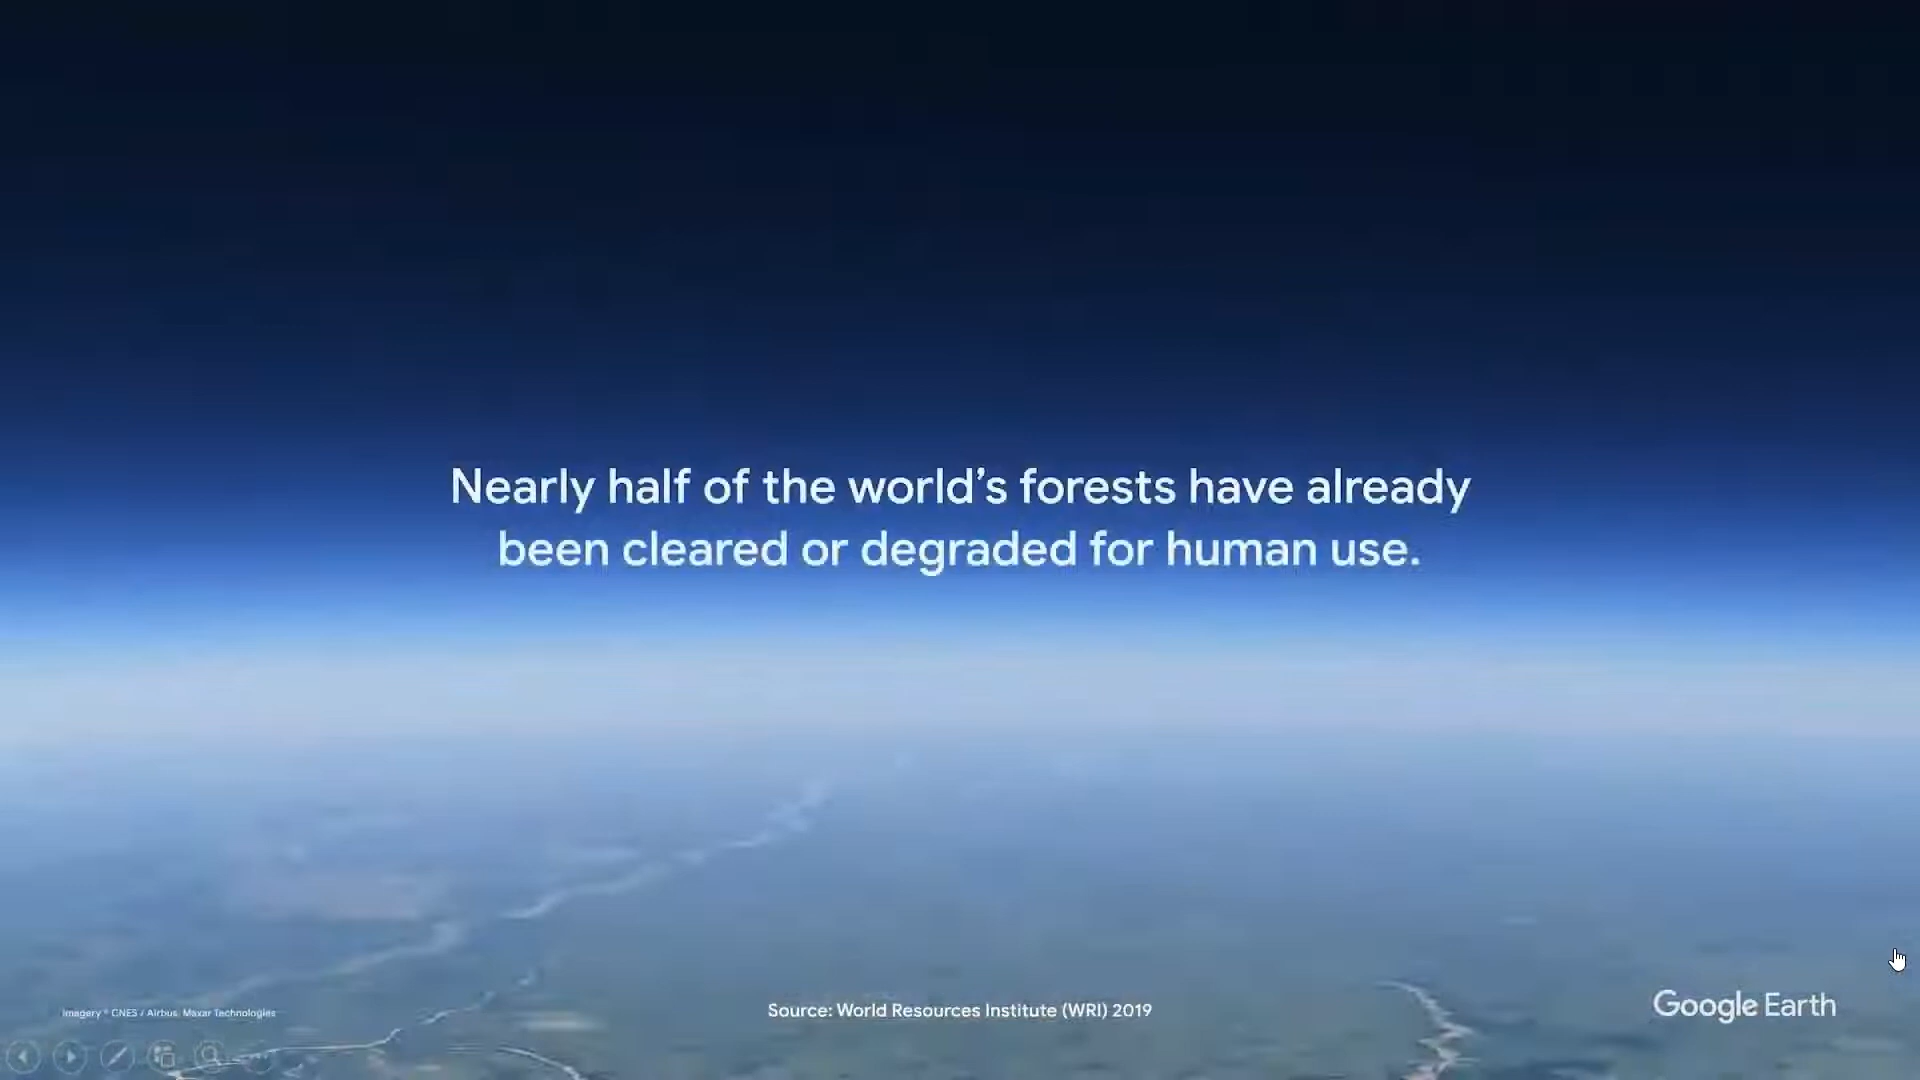 Nearly half of the world's forests have already
been cleared or degraded for human use.
Imagery © CNES / Airbus, Maxar Technologies
Source: World Resources Institute (WRI) 2019
Google Earth